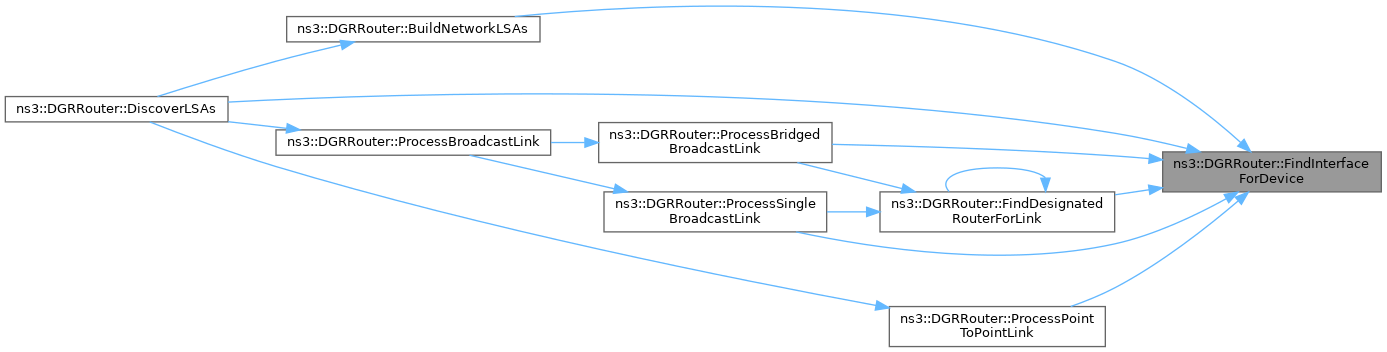 ns3::DGRRouter::BuildNetworkLSAs
ns3::DGRRouter::DiscoverLSAs
ns3::DGRRouter::ProcessBroadcastLink
ns3::DGRRouter::ProcessBridged
BroadcastLink
ns3::DGRRouter::FindInterface
ForDevice
ns3::DGRRouter::ProcessSingle
BroadcastLink
ns3::DGRRouter::FindDesignated
RouterForLink
ns3::DGRRouter::ProcessPoint
ToPointLink